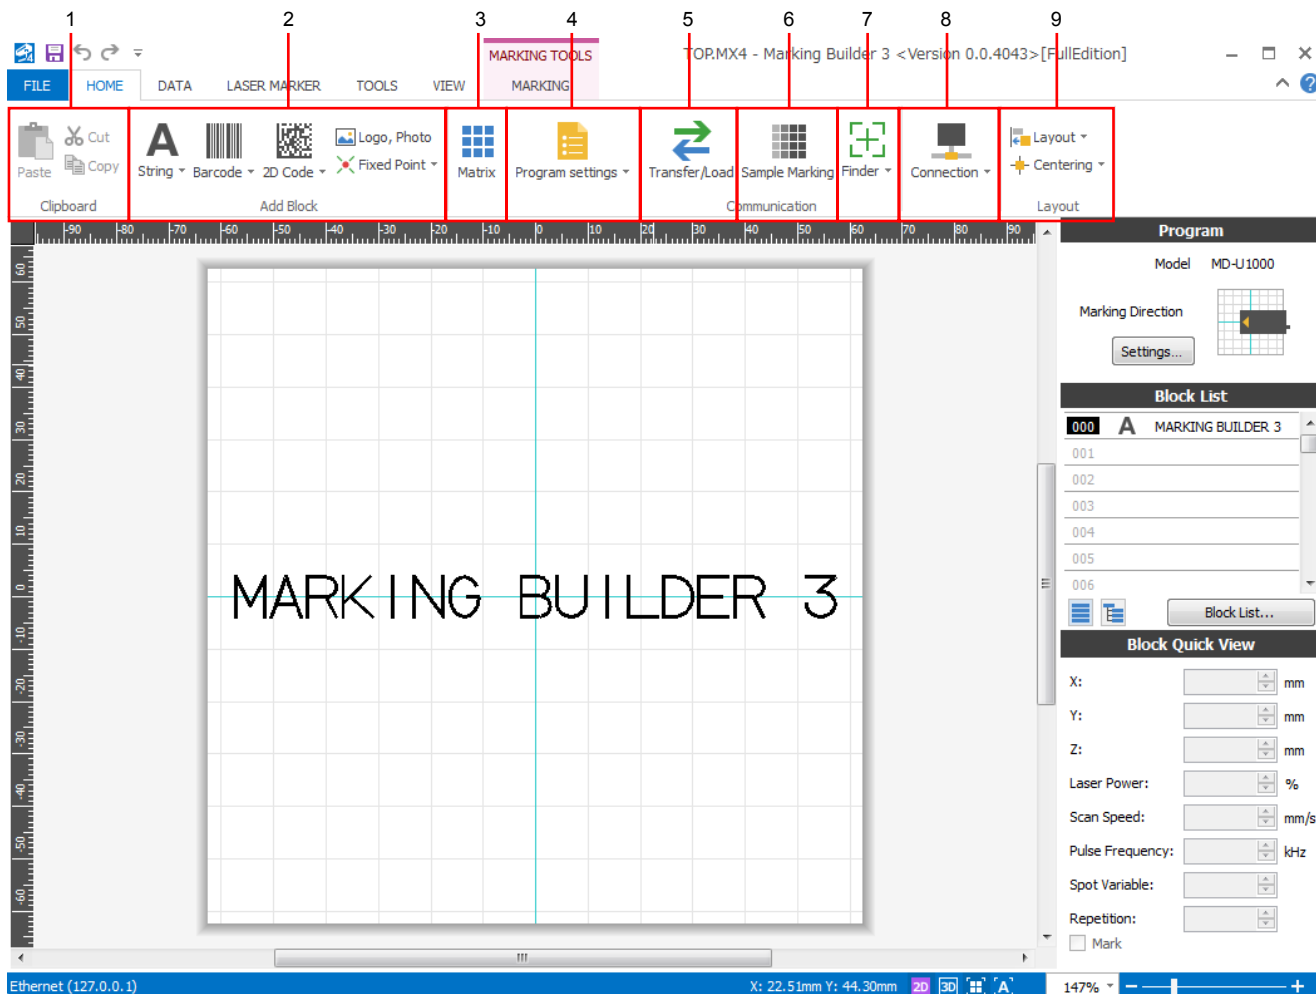 1 2 3 4 5 6 7 8 9
MARKING TOOLS
TOP.MX4 - Marking Builder 3 <Version 0.0.4043>[FullEdition]
FILE HOME DATA LASER MARKER TOOLS VIEW MARKING
Paste Cut Copy
String Barcode 2D Code Logo, Photo Fixed Point
Matrix Program settings Transfer/Load Sample Marking Finder Connection Layout Centering
Clipboard Add Block Communication Layout
-90 -80 -70 -60 -50 -40 -30 -20 -10 0 10 20 30 40 50 60 70 80 90
60
50
40
30
20
10
0
-10
-20
-30
-40
-50
-60
MARKING BUILDER 3
Program
Model MD-U1000
Marking Direction
Settings...
Block List
000 A MARKING BUILDER 3
001
002
003
004
005
006
Block List...
Block Quick View
X: mm
Y: mm
Z: mm
Laser Power: %
Scan Speed: mm/s
Pulse Frequency: kHz
Spot Variable:
Repetition:
Mark
Ethernet (127.0.0.1) X: 22.51mm Y: 44.30mm 2D 3D A 147%